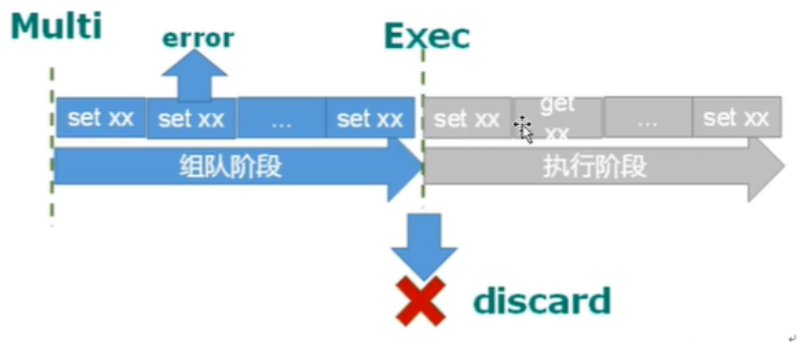 Multi
error
Exec
set xx
set xx
...
set xx
set xx
get
xx
...
set xx
组队阶段
执行阶段
discard